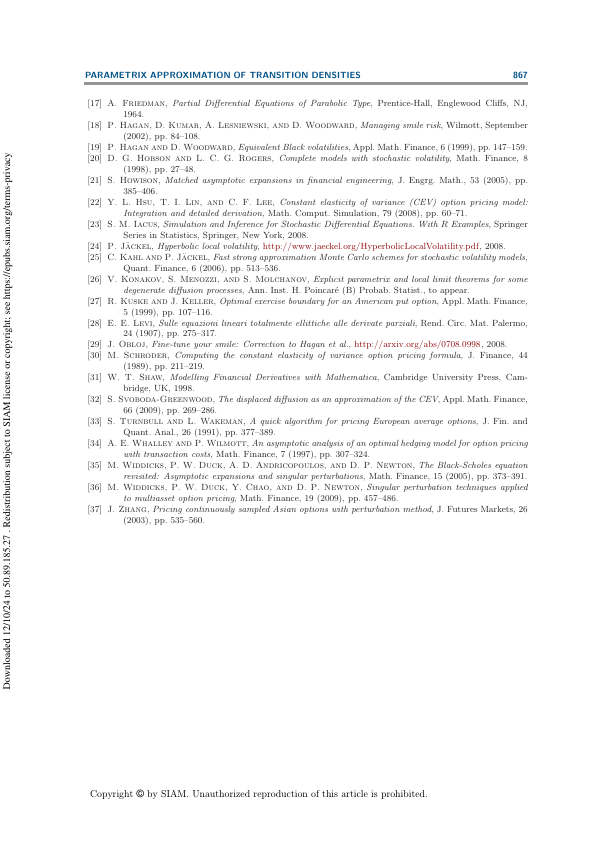 PARAMETRIX APPROXIMATION OF TRANSITION DENSITIES 867
[17] A. Friedman, Partial Differential Equations of Parabolic Type, Prentice-Hall, Englewood Cliffs, NJ,
1964.
[18] P. Hagan, D. Kumar, A. Lesniewski, and D. Woodward, Managing smile risk, Wilmott, September
(2002), pp. 84–108.
[19] P. Hagan and D. Woodward, Equivalent Black volatilities, Appl. Math. Finance, 6 (1999), pp. 147–159.
[20] D. G. Hobson and L. C. G. Rogers, Complete models with stochastic volatility, Math. Finance, 8
(1998), pp. 27–48.
[21] S. Howison, Matched asymptotic expansions in financial engineering, J. Engrg. Math., 53 (2005), pp.
385–406.
[22] Y. L. Hsu, T. I. Lin, and C. F. Lee, Constant elasticity of variance (CEV) option pricing model:
Integration and detailed derivation, Math. Comput. Simulation, 79 (2008), pp. 60–71.
[23] S. M. Iacus, Simulation and Inference for Stochastic Differential Equations. With R Examples, Springer
Series in Statistics, Springer, New York, 2008.
[24] P. Jäckel, Hyperbolic local volatility, http://www.jaeckel.org/HyperbolicLocalVolatility.pdf, 2008.
[25] C. Kahl and P. Jäckel, Fast strong approximation Monte Carlo schemes for stochastic volatility models,
Quant. Finance, 6 (2006), pp. 513–536.
[26] V. Konakov, S. Menozzi, and S. Molchanov, Explicit parametrix and local limit theorems for some
degenerate diffusion processes, Ann. Inst. H. Poincaré (B) Probab. Statist., to appear.
[27] R. Kuske and J. Keller, Optimal exercise boundary for an American put option, Appl. Math. Finance,
5 (1999), pp. 107–116.
[28] E. E. Levi, Sulle equazioni lineari totalmente ellittiche alle derivate parziali, Rend. Circ. Mat. Palermo,
24 (1907), pp. 275–317.
[29] J. Obloj, Fine-tune your smile: Correction to Hagan et al., http://arxiv.org/abs/0708.0998, 2008.
[30] M. Schroder, Computing the constant elasticity of variance option pricing formula, J. Finance, 44
(1989), pp. 211–219.
[31] W. T. Shaw, Modelling Financial Derivatives with Mathematica, Cambridge University Press, Cam-
bridge, UK, 1998.
[32] S. Svoboda-Greenwood, The displaced diffusion as an approximation of the CEV, Appl. Math. Finance,
66 (2009), pp. 269–286.
[33] S. Turnbull and L. Wakeman, A quick algorithm for pricing European average options, J. Fin. and
Quant. Anal., 26 (1991), pp. 377–389.
[34] A. E. Whalley and P. Wilmott, An asymptotic analysis of an optimal hedging model for option pricing
with transaction costs, Math. Finance, 7 (1997), pp. 307–324.
[35] M. Widdicks, P. W. Duck, A. D. Andricopoulos, and D. P. Newton, The Black-Scholes equation
revisited: Asymptotic expansions and singular perturbations, Math. Finance, 15 (2005), pp. 373–391.
[36] M. Widdicks, P. W. Duck, Y. Chao, and D. P. Newton, Singular perturbation techniques applied
to multiasset option pricing, Math. Finance, 19 (2009), pp. 457–486.
[37] J. Zhang, Pricing continuously sampled Asian options with perturbation method, J. Futures Markets, 26
(2003), pp. 535–560.
Downloaded 12/10/24 to 50.89.185.27 . Redistribution subject to SIAM license or copyright; see https://epubs.siam.org/terms-privacy
Copyright © by SIAM. Unauthorized reproduction of this article is prohibited.